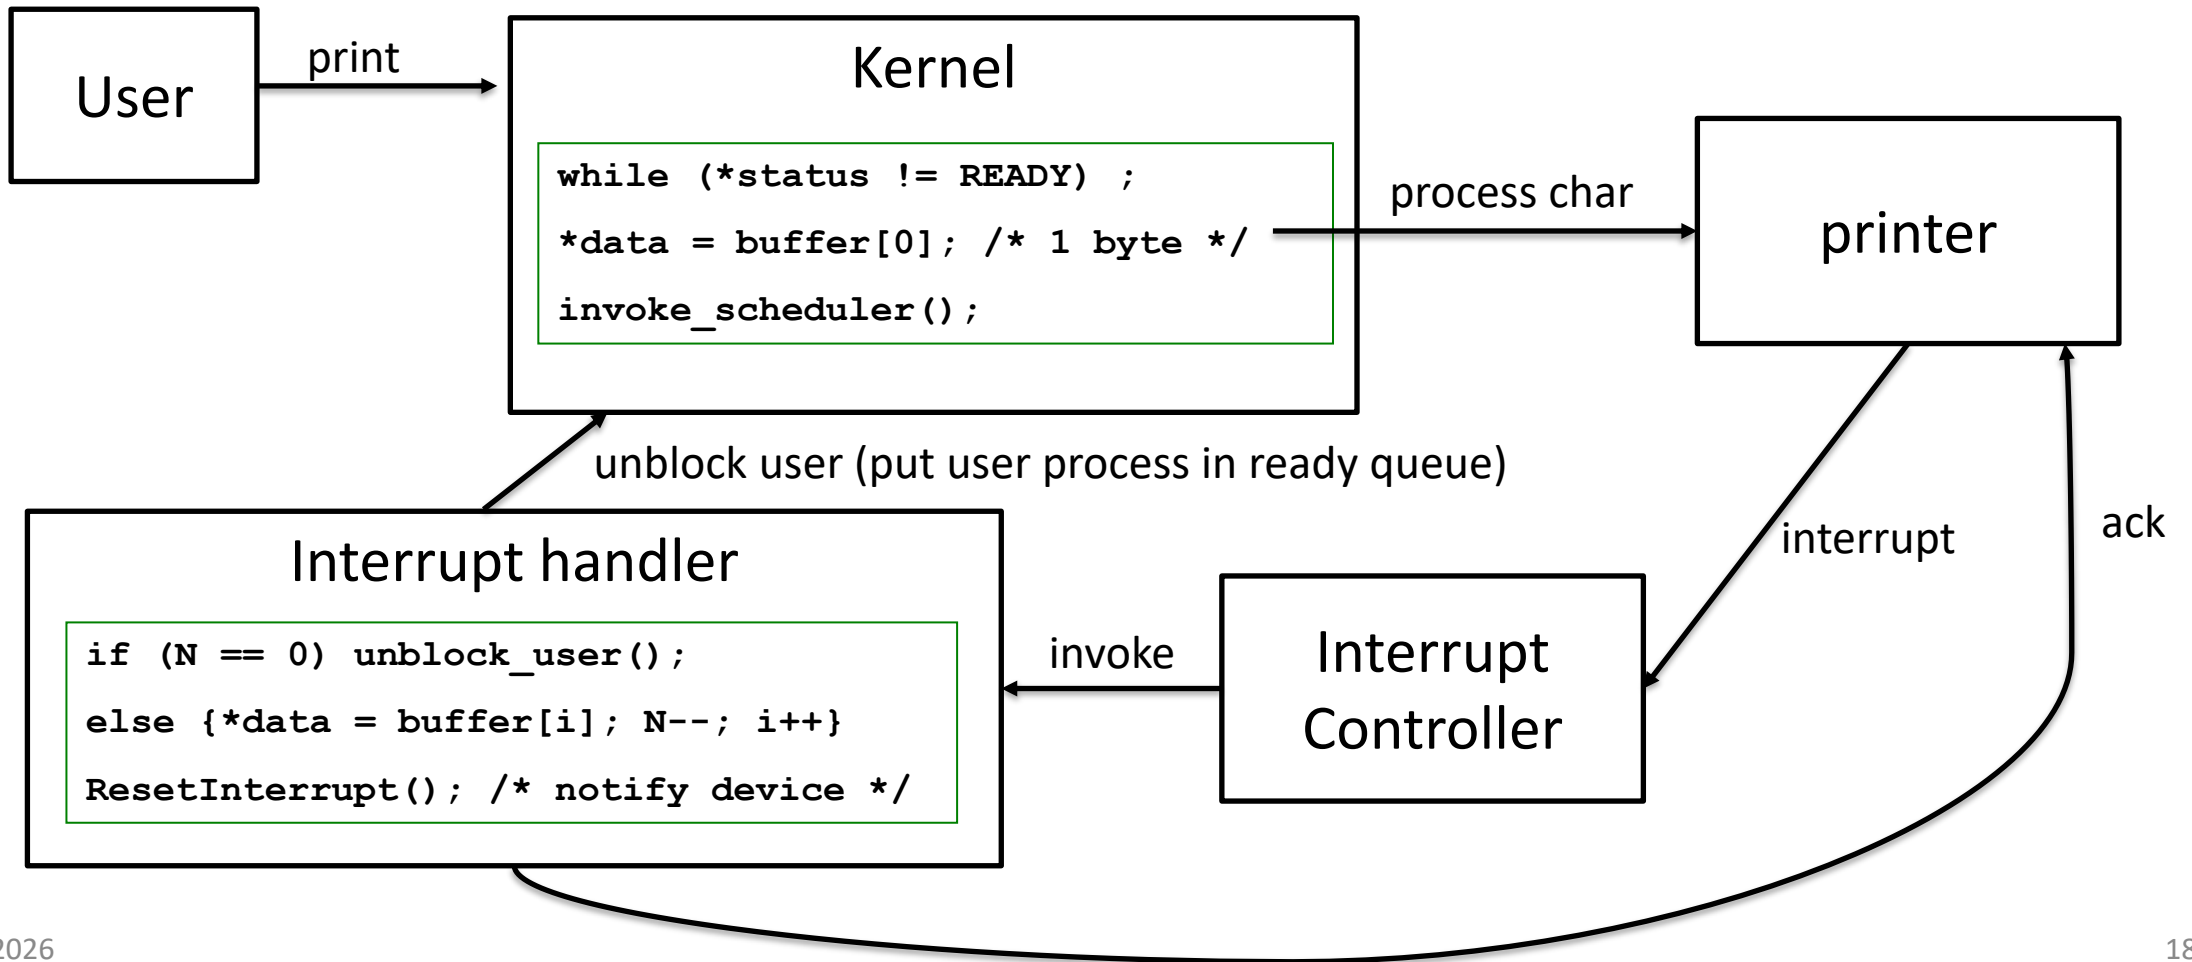 User
print
Kernel
while (*status != READY) ;
*data = buffer[0]; /* 1 byte */
invoke_scheduler();
process char
printer
unblock user (put user process in ready queue)
interrupt
ack
Interrupt handler
if (N == 0) unblock_user();
else {*data = buffer[i]; N--; i++}
ResetInterrupt(); /* notify device */
invoke
Interrupt
Controller
2026
18